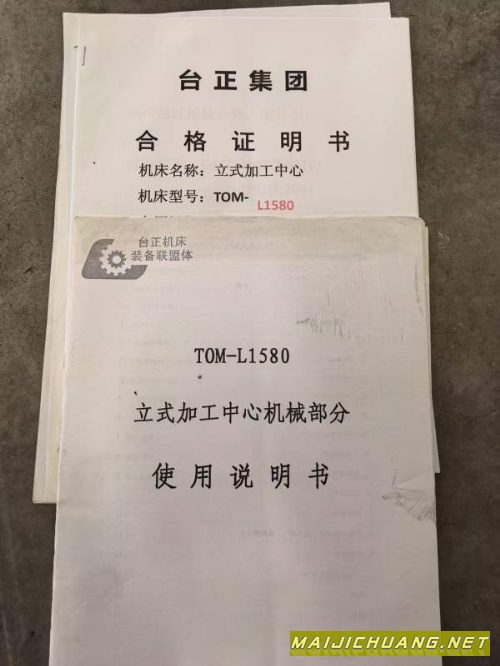 台正集团
合格证明书
机床名称：立式加工中心
机床型号：TOM-L1580
台正机床
装备联盟体
TOM-L1580
立式加工中心机械部分
使用说明书
MAIJICHUANG.NET